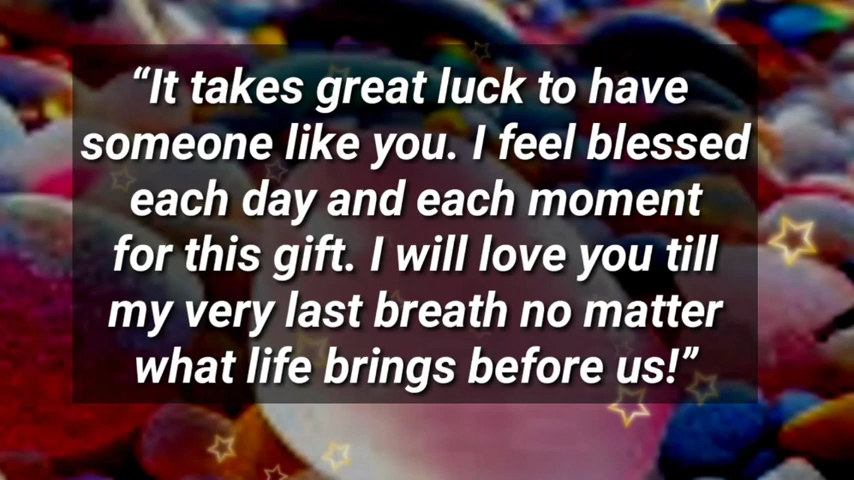 “It takes great luck to have
someone like you. I feel blessed
each day and each moment
for this gift. I will love you till
my very last breath no matter
what life brings before us!”